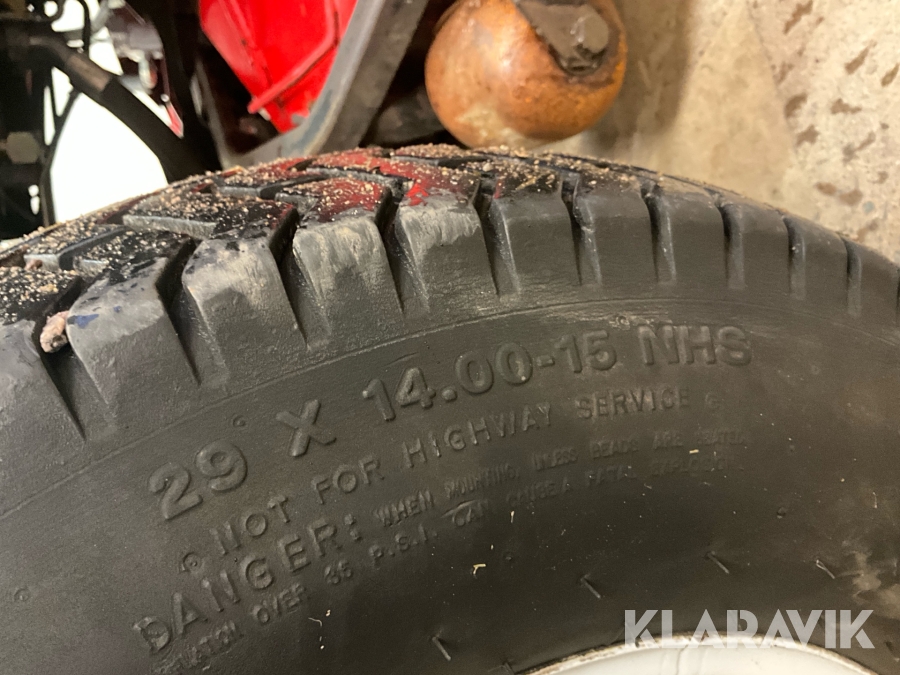 29 X 14.00-15 NHS
NOT FOR HIGHWAY SERVICE
DANGER: WHEN MOUNTING, UNLESS BEADS ARE SEATED,
OVER 35 P.S.I. CAN CAUSE A FATAL EXPLOSION
KLARAVIK